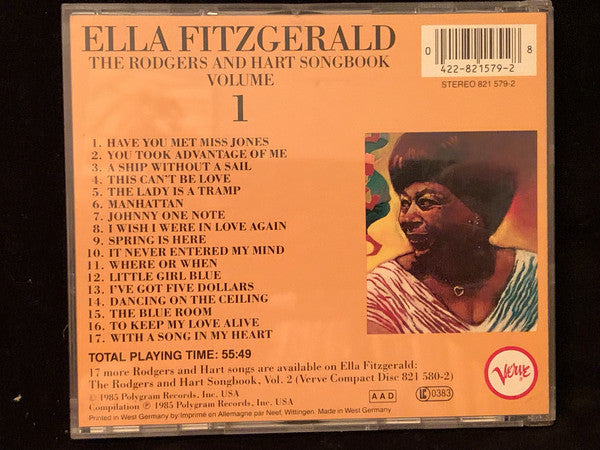 ELLA FITZGERALD
THE RODGERS AND HART SONGBOOK
VOLUME
1
0 8
422-821579-2
STEREO 821 579-2
1. HAVE YOU MET MISS JONES
2. YOU TOOK ADVANTAGE OF ME
3. A SHIP WITHOUT A SAIL
4. THIS CAN'T BE LOVE
5. THE LADY IS A TRAMP
6. MANHATTAN
7. JOHNNY ONE NOTE
8. I WISH I WERE IN LOVE AGAIN
9. SPRING IS HERE
10. IT NEVER ENTERED MY MIND
11. WHERE OR WHEN
12. LITTLE GIRL BLUE
13. I'VE GOT FIVE DOLLARS
14. DANCING ON THE CEILING
15. THE BLUE ROOM
16. TO KEEP MY LOVE ALIVE
17. WITH A SONG IN MY HEART
TOTAL PLAYING TIME: 55:49
17 more Rodgers and Hart songs are available on Ella Fitzgerald:
The Rodgers and Hart Songbook, Vol. 2 (Verve Compact Disc 821 580-2)
© 1985 Polygram Records, Inc. USA
Compilation ℗ 1985 Polygram Records, Inc. USA
Printed in West Germany by Imprimé en Allemagne par Neef, Wittingen. Made in West Germany
AAD
LC 0383
Verve